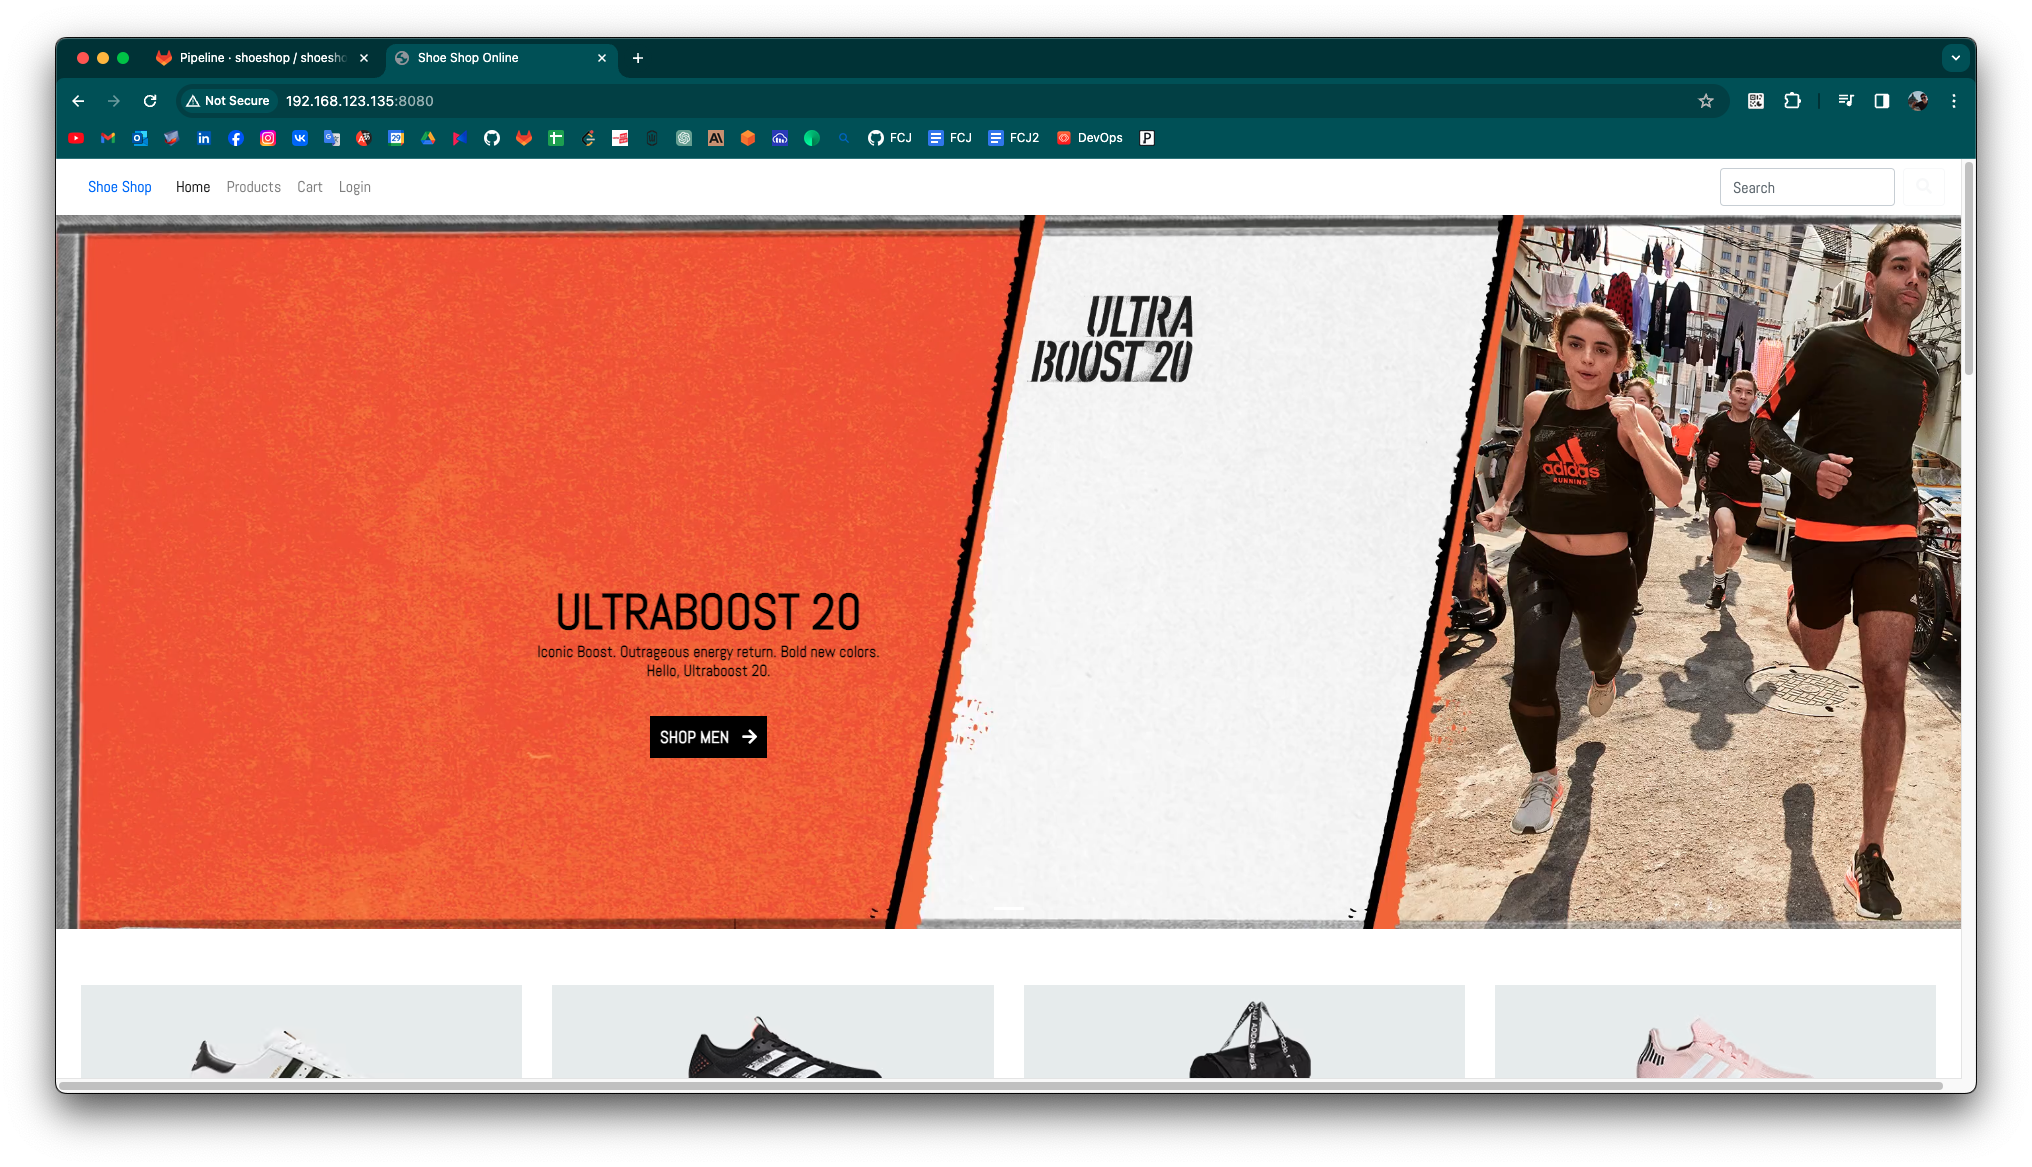 Pipeline · shoeshop / shoesho
Shoe Shop Online
Not Secure
192.168.123.135:8080
FCJ
FCJ
FCJ2
DevOps
Shoe Shop
Home
Products
Cart
Login
Search
ULTRA
BOOST 20
adidas
RUNNING
ULTRABOOST 20
Iconic Boost. Outrageous energy return. Bold new colors.
Hello, Ultraboost 20.
SHOP MEN